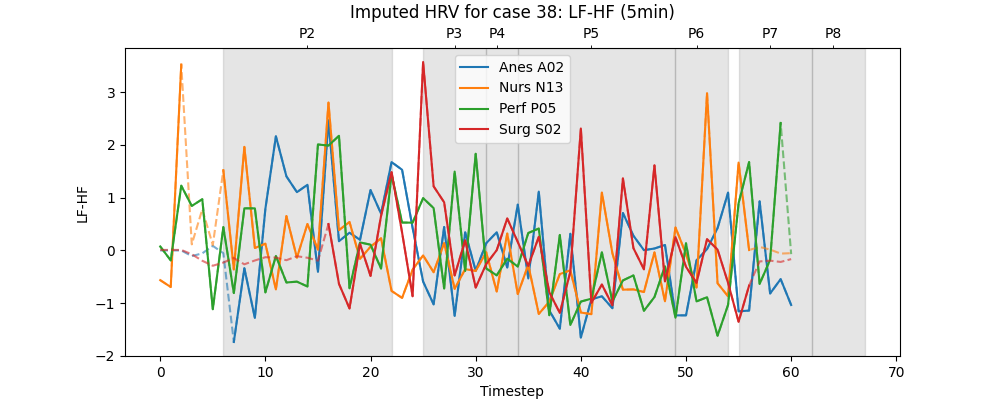 Imputed HRV for case 38: LF-HF (5min)
P2 P3 P4 P5 P6 P7 P8
Anes A02
Nurs N13
Perf P05
Surg S02
3
2
1
0
−1
−2
LF-HF
0 10 20 30 40 50 60 70
Timestep